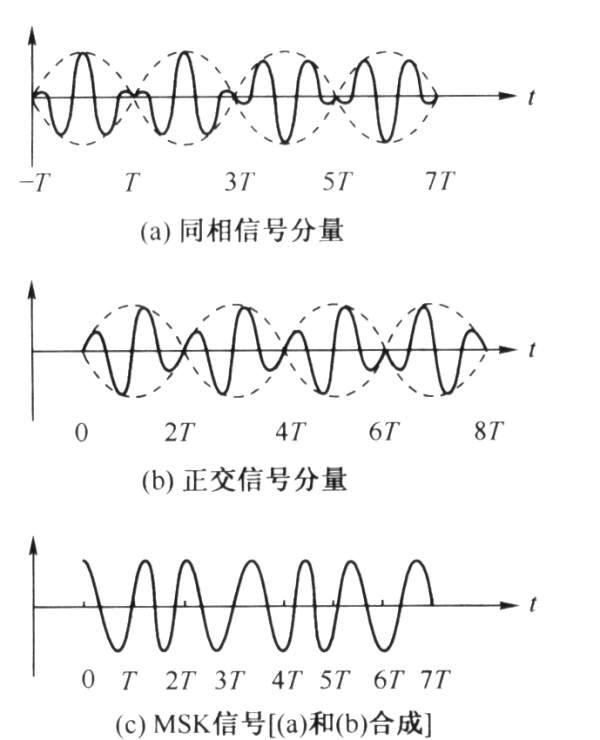 t
−T T 3T 5T 7T
(a) 同相信号分量
t
0 2T 4T 6T 8T
(b) 正交信号分量
t
0 T 2T 3T 4T 5T 6T 7T
(c) MSK信号[(a)和(b)合成]